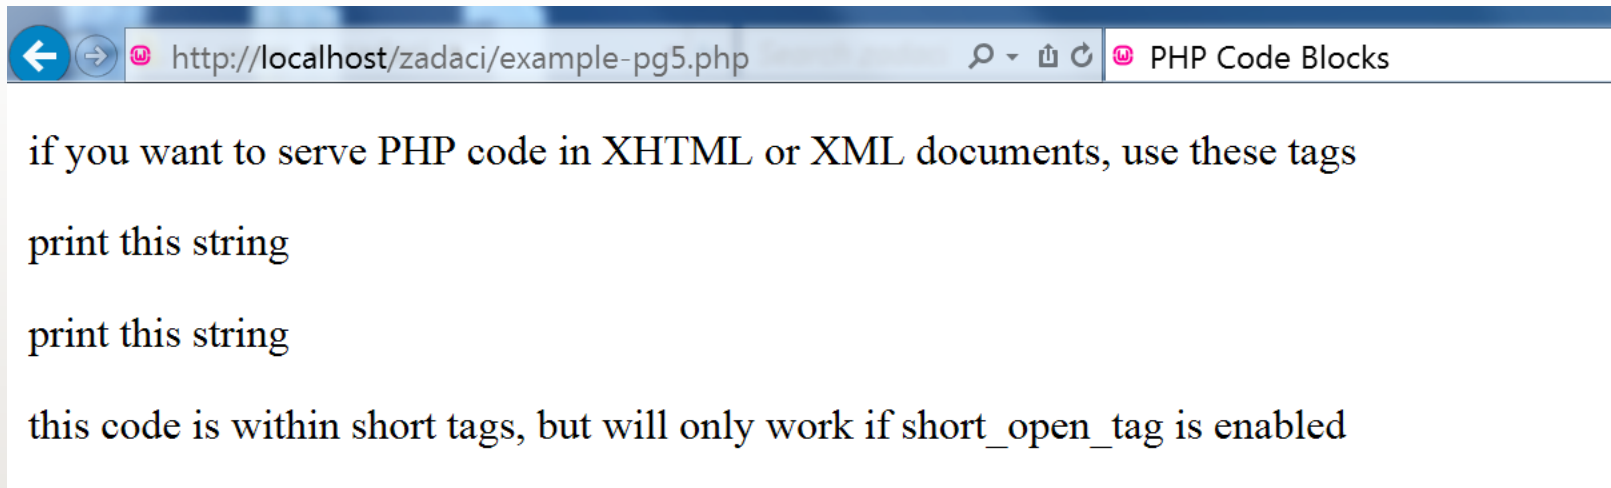 http://localhost/zadaci/example-pg5.php PHP Code Blocks
if you want to serve PHP code in XHTML or XML documents, use these tags
print this string
print this string
this code is within short tags, but will only work if short_open_tag is enabled